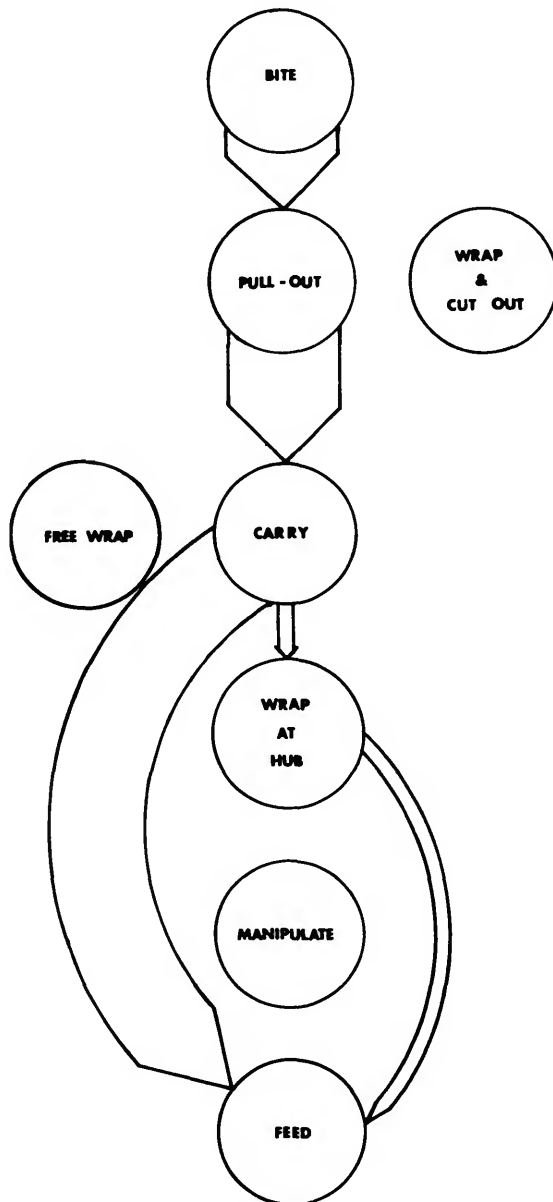 BITE
PULL - OUT
WRAP
&
CUT OUT
FREE WRAP
CARRY
WRAP
AT
HUB
MANIPULATE
FEED